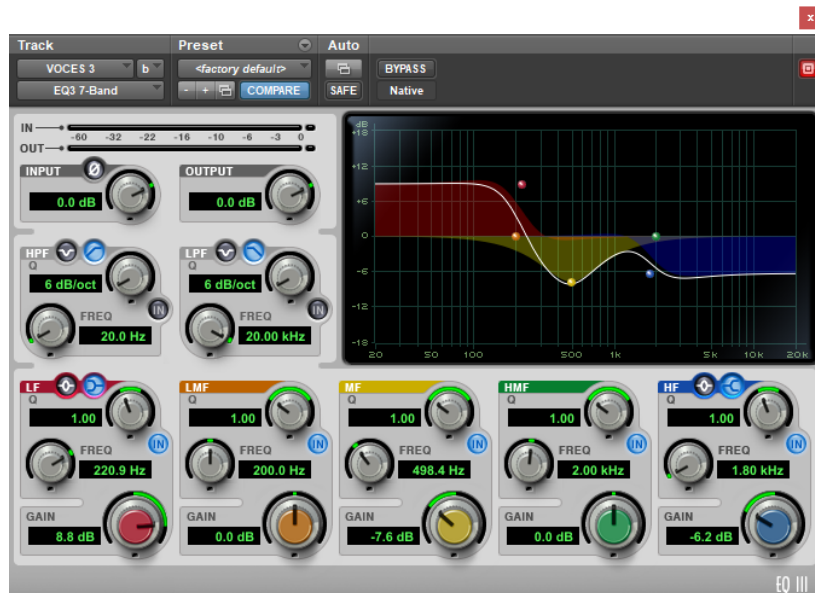 x
Track Preset Auto
VOCES 3 b <factory default> BYPASS
EQ3 7-Band - + COMPARE SAFE Native
IN
-60 -32 -22 -16 -10 -6 -3 0
OUT
INPUT Ø OUTPUT
0.0 dB 0.0 dB
HPF LPF
Q Q
6 dB/oct 6 dB/oct
IN IN
FREQ FREQ
20.0 Hz 20.00 kHz
dB
+18
+12
+6
0
-6
-12
-18
20 50 100 500 1k 5k 10k 20k
LF LMF MF HMF HF
Q Q Q Q Q
1.00 1.00 1.00 1.00 1.00
IN IN IN IN IN
FREQ FREQ FREQ FREQ FREQ
220.9 Hz 200.0 Hz 498.4 Hz 2.00 kHz 1.80 kHz
GAIN GAIN GAIN GAIN GAIN
8.8 dB 0.0 dB -7.6 dB 0.0 dB -6.2 dB
EQ III